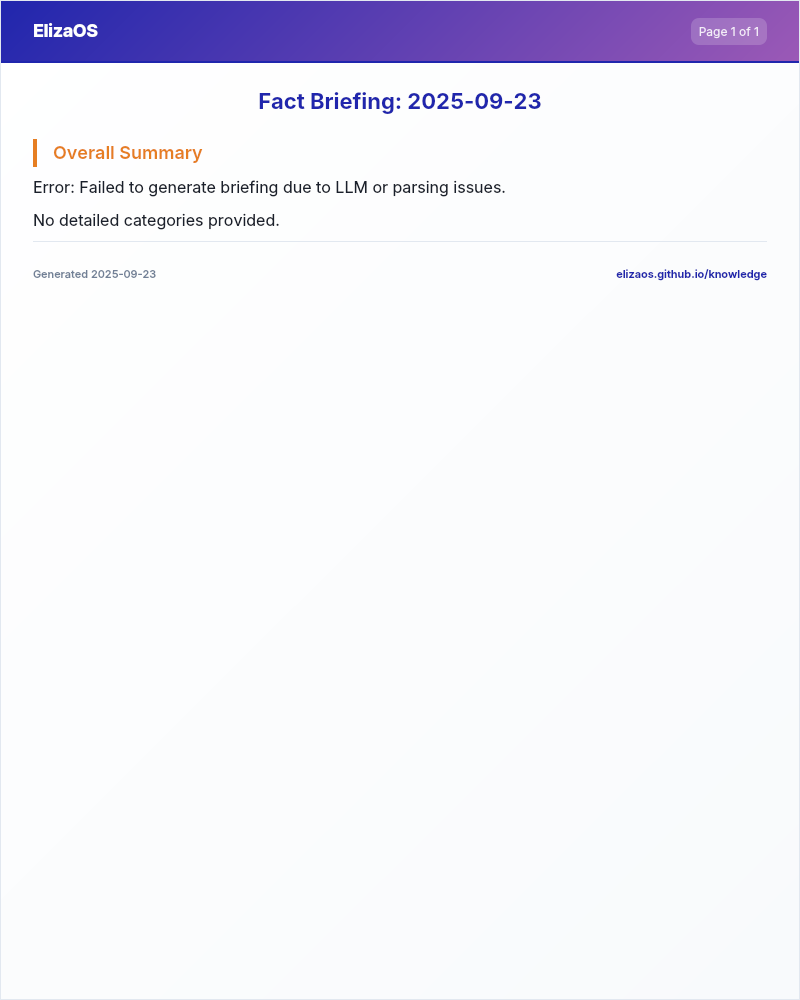 ElizaOS
Page 1 of 1
Fact Briefing: 2025-09-23
Overall Summary
Error: Failed to generate briefing due to LLM or parsing issues.
No detailed categories provided.
Generated 2025-09-23
elizaos.github.io/knowledge